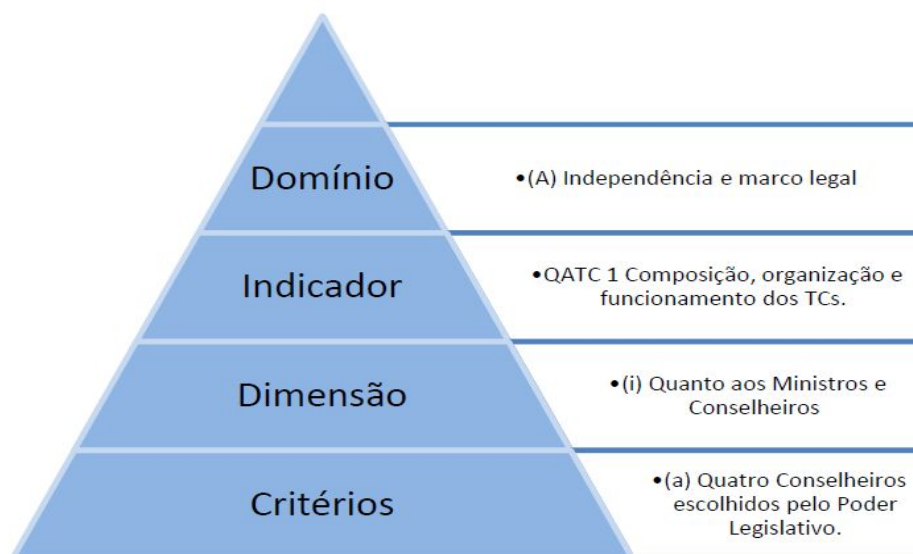 Domínio
•(A) Independência e marco legal
Indicador
•QATC 1 Composição, organização e
funcionamento dos TCs.
Dimensão
•(i) Quanto aos Ministros e
Conselheiros
Critérios
•(a) Quatro Conselheiros
escolhidos pelo Poder
Legislativo.